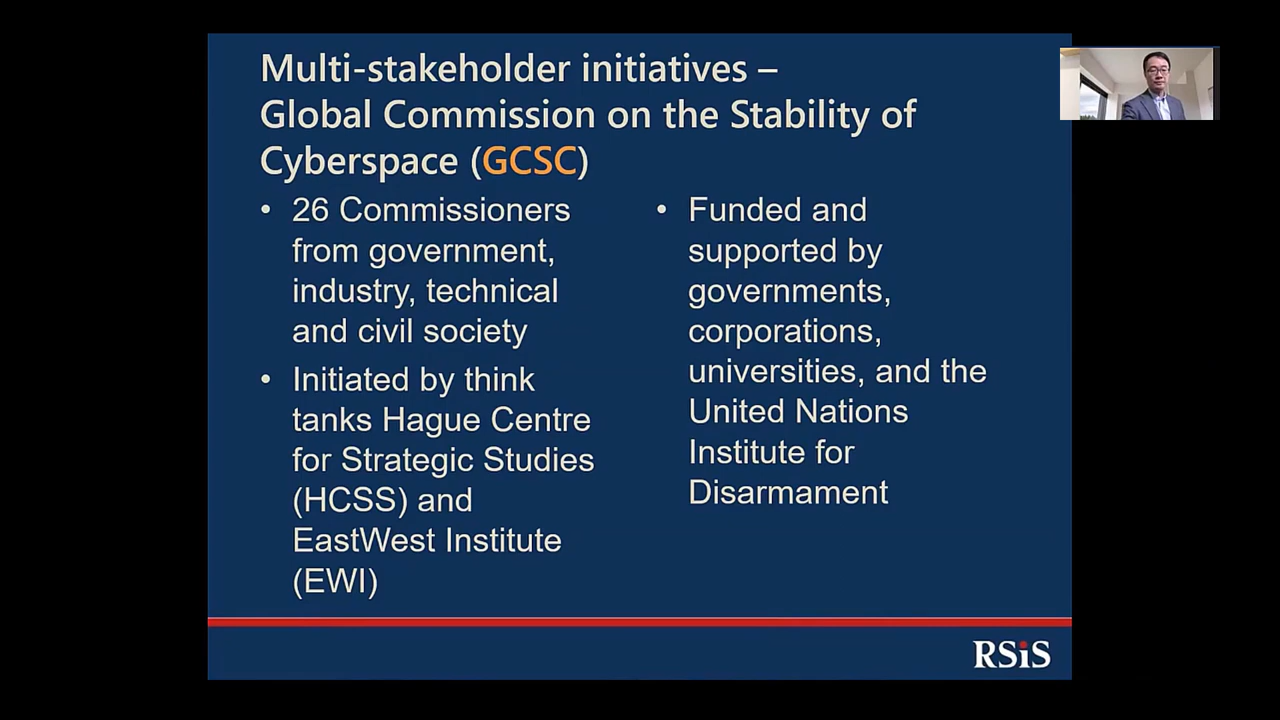 Multi-stakeholder initiatives –
Global Commission on the Stability of
Cyberspace (GCSC)
• 26 Commissioners
from government,
industry, technical
and civil society
• Initiated by think
tanks Hague Centre
for Strategic Studies
(HCSS) and
EastWest Institute
(EWI)
• Funded and
supported by
governments,
corporations,
universities, and the
United Nations
Institute for
Disarmament
RSiS